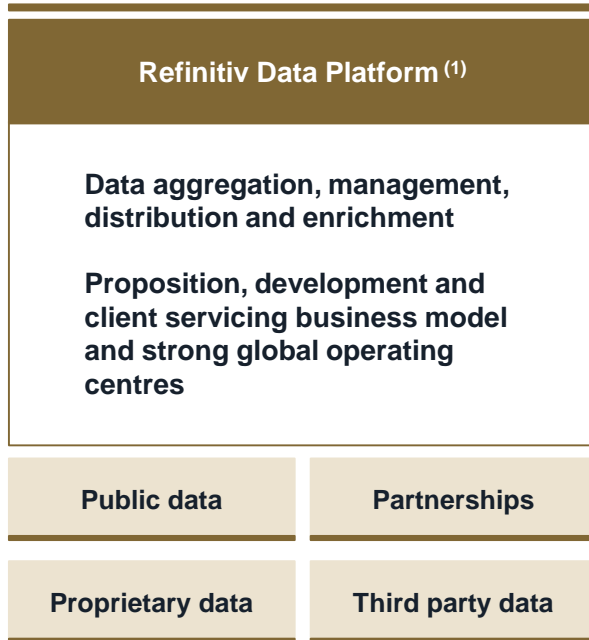 Refinitiv Data Platform (1)
Data aggregation, management,
distribution and enrichment
Proposition, development and
client servicing business model
and strong global operating
centres
Public data
Partnerships
Proprietary data
Third party data